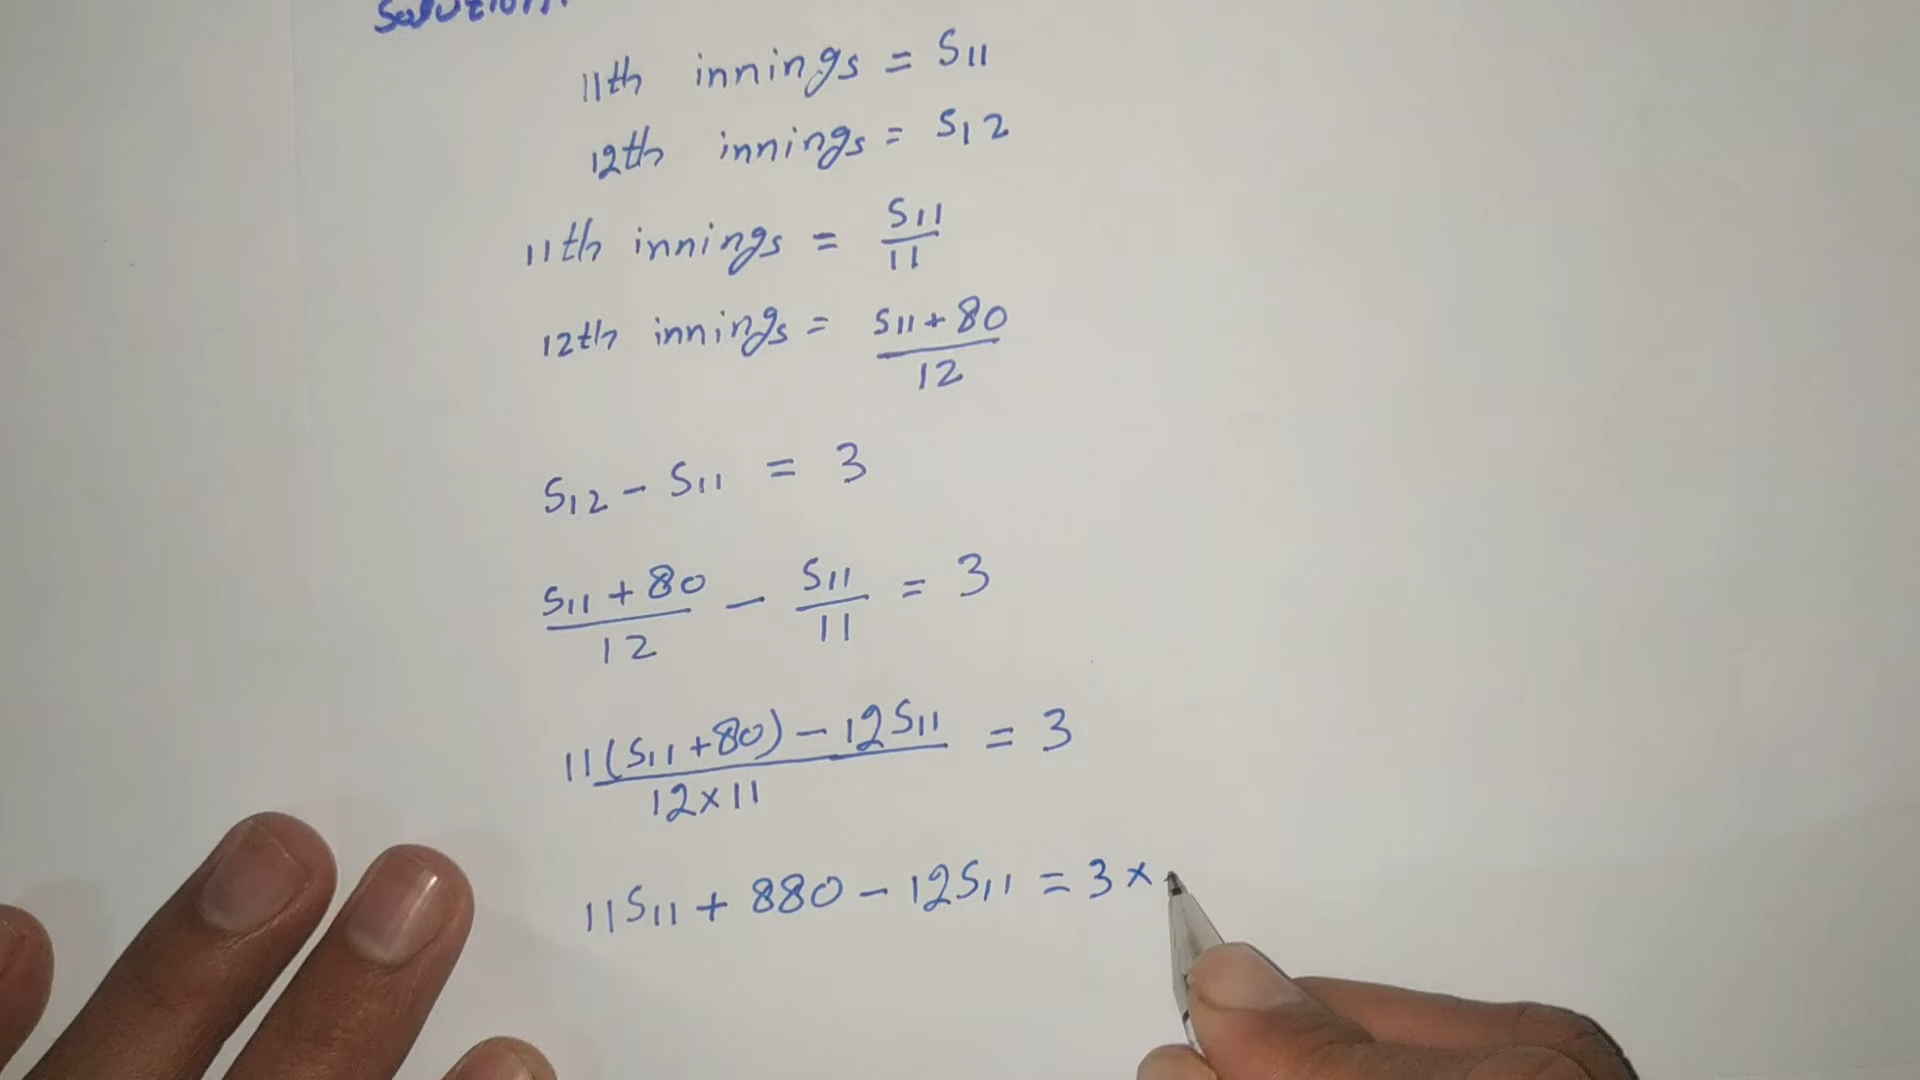 Solution:
11th innings = S11
12th innings = S12
11th innings = S11/11
12th innings = S11+80/12
S12 - S11 = 3
S11+80/12 - S11/11 = 3
11(S11+80) - 12S11/12×11 = 3
11S11 + 880 - 12S11 = 3×